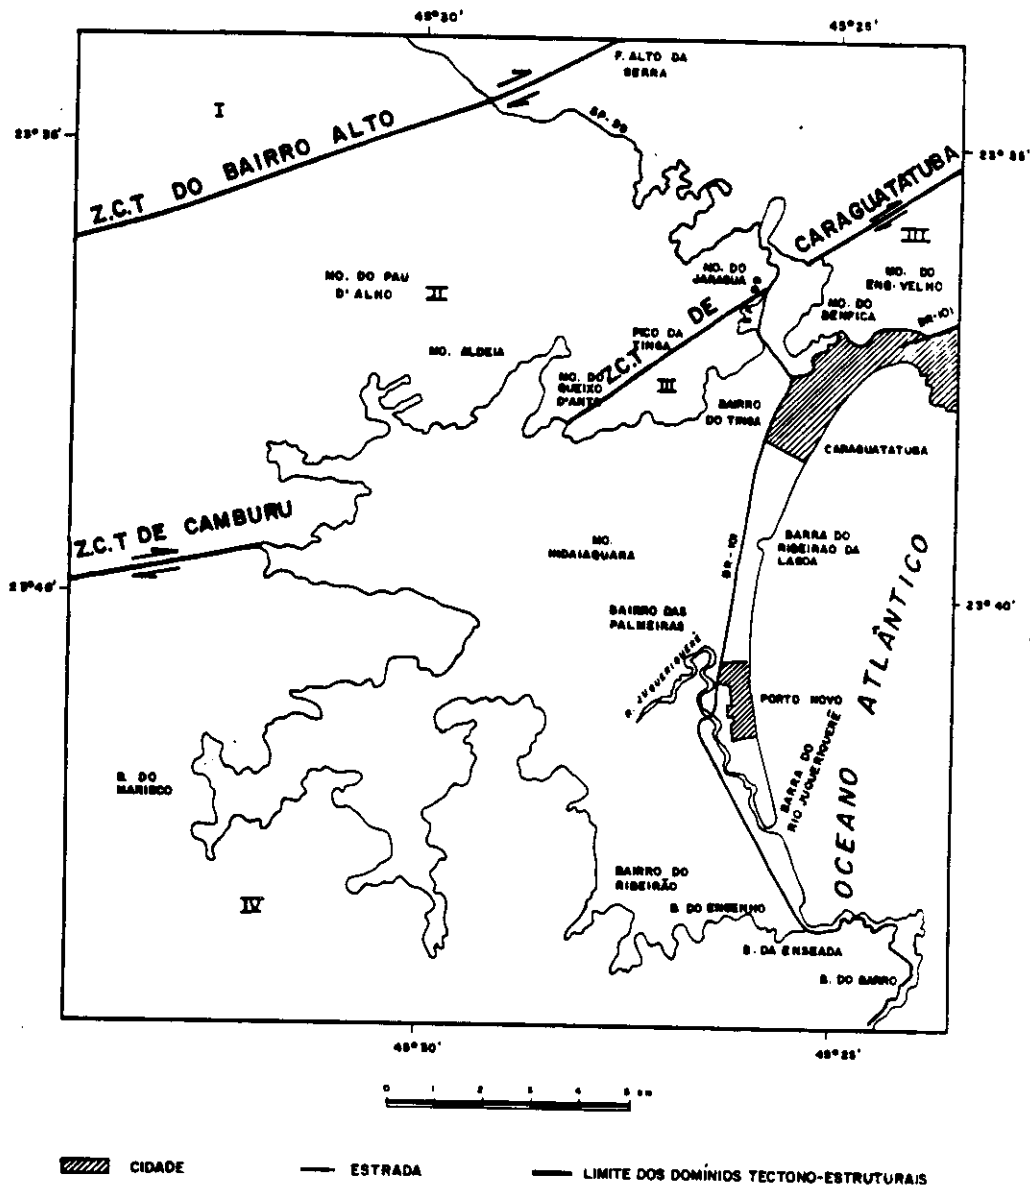 45° 30'
45° 25'
F. ALTO DA
SERRA
I
SP-99
23° 35'
23° 35'
Z.C.T DO BAIRRO ALTO
Z.C.T DE CARAGUATATUBA
III
MO. DO
JARAGUA
MO. DO
ENG. VELHO
MO. DO PAU
D'ALHO
II
MO. DO
BENFICA
BR-101
PICO DA
TINGA
MO. ALDEIA
MO. DO
QUEIXO
D'ANTA
III
BAIRRO
DO TINGA
CARAGUATATUBA
Z.C.T DE CAMBURU
MO.
INDAIAQUARA
BR-101
BARRA DO
RIBEIRAO DA
LAGOA
23° 40'
23° 40'
OCEANO ATLÂNTICO
BAIRRO DAS
PALMEIRAS
R. JUQUERIQUERÊ
PORTO NOVO
BARRA DO
RIO JUQUERIQUERÊ
B. DO
MARISCO
IV
BAIRRO DO
RIBEIRÃO
B. DO ENGENHO
B. DA ENSEADA
B. DO BARRO
45° 30'
45° 25'
0 1 2 3 4 5 KM
CIDADE
ESTRADA
LIMITE DOS DOMÍNIOS TECTONO-ESTRUTURAIS